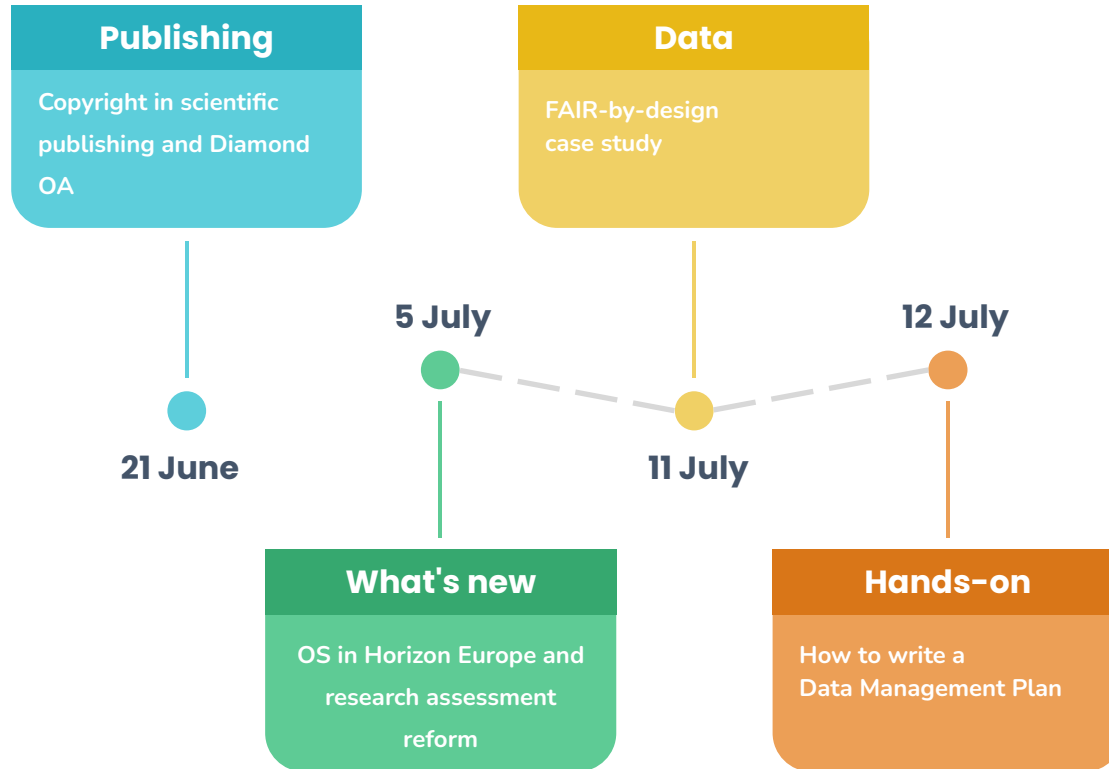 Publishing
Copyright in scientific
publishing and Diamond
OA
21 June
5 July
What's new
OS in Horizon Europe and
research assessment
reform
Data
FAIR-by-design
case study
11 July
12 July
Hands-on
How to write a
Data Management Plan